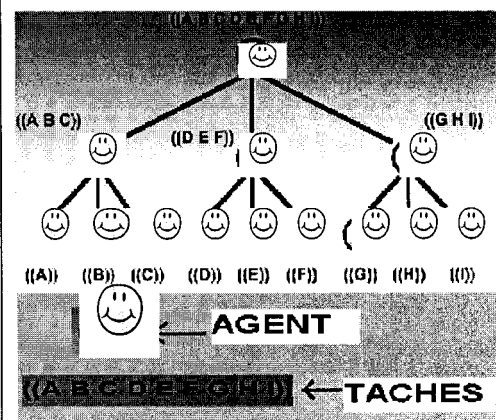 ((A B C D E F G H I))
((A B C)) ((D E F)) ((G H I))
((A)) ((B)) ((C)) ((D)) ((E)) ((F)) ((G)) ((H)) ((I))
AGENT
((A B C D E F G H I)) TACHES